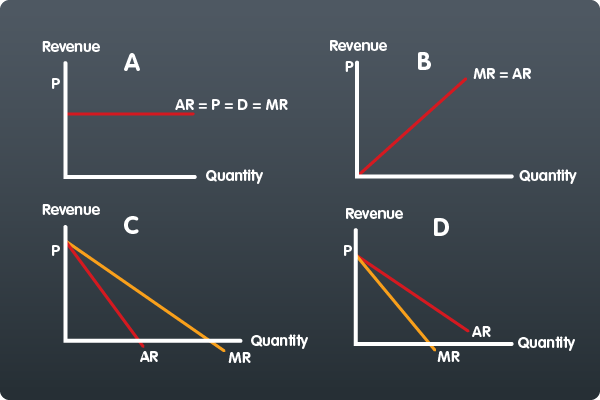 Revenue
A
P
AR = P = D = MR
Quantity
Revenue
B
P
MR = AR
Quantity
Revenue
C
P
Quantity
AR
MR
Revenue
D
P
AR
Quantity
MR